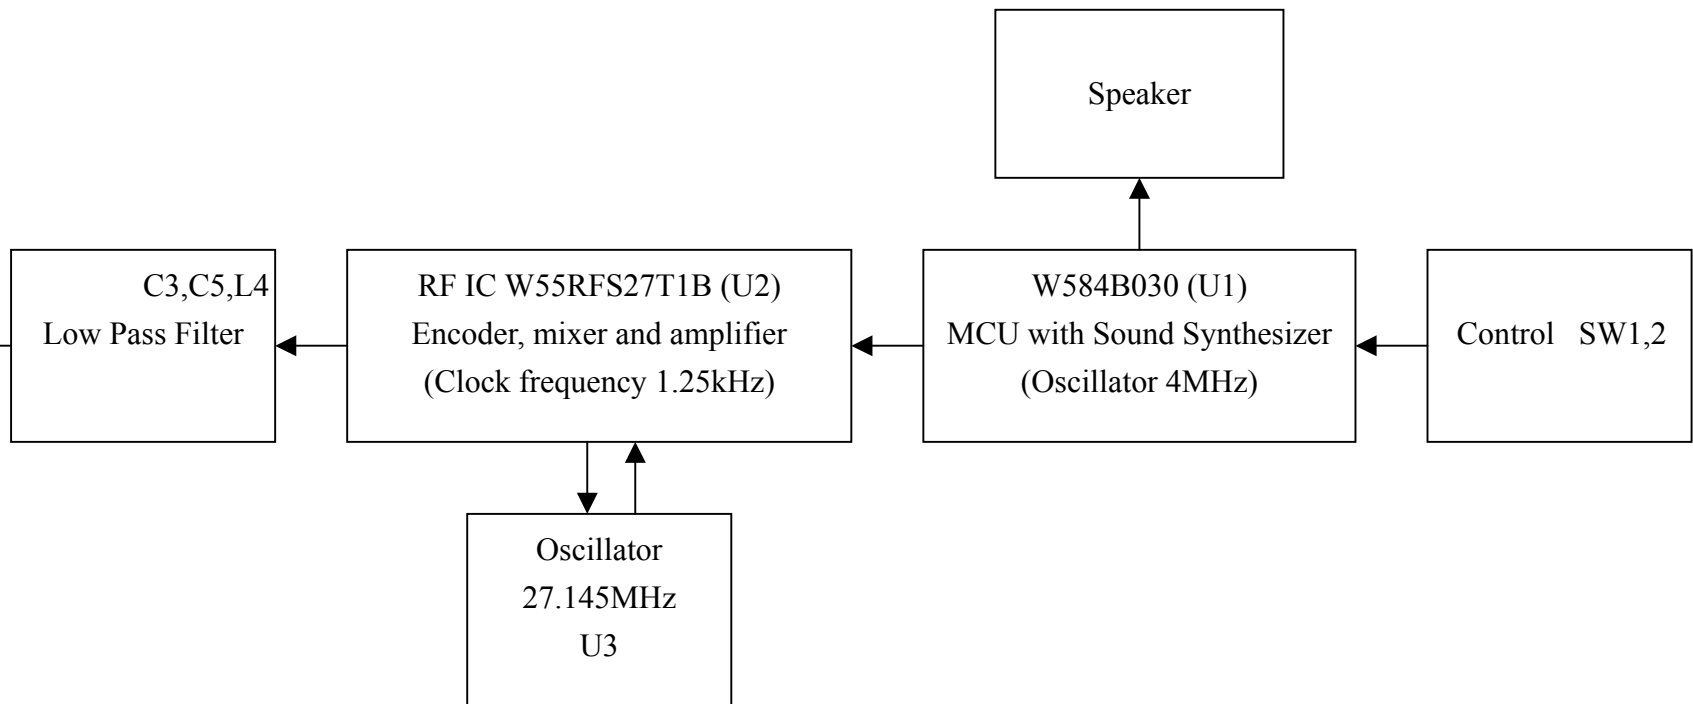 Speaker
C3,C5,L4
Low Pass Filter
RF IC W55RFS27T1B (U2)
Encoder, mixer and amplifier
(Clock frequency 1.25kHz)
W584B030 (U1)
MCU with Sound Synthesizer
(Oscillator 4MHz)
Control SW1,2
Oscillator
27.145MHz
U3